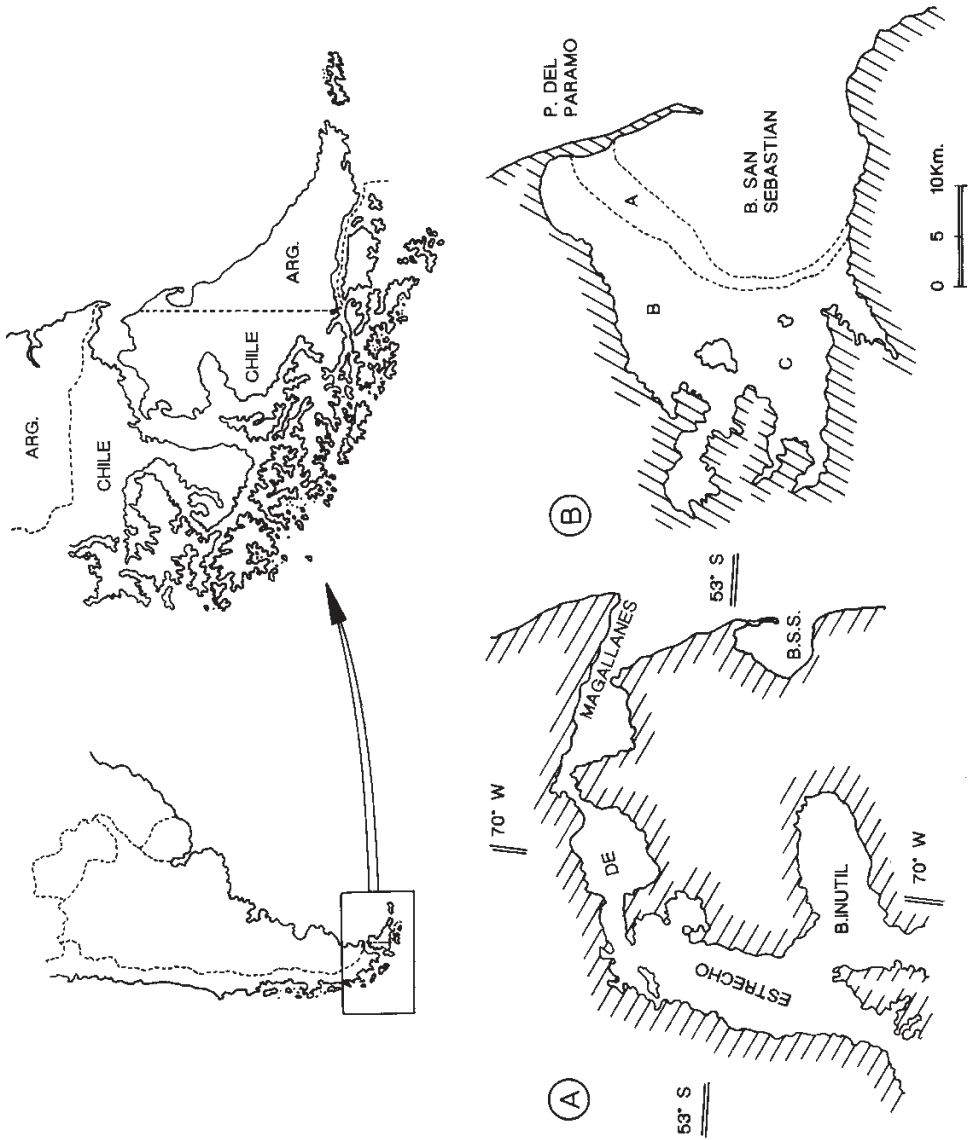 ARG.
CHILE
CHILE
ARG.
A
53° S
70° W
ESTRECHO
DE
MAGALLANES
B.INUTIL
70° W
53° S
B.S.S.
B
P. DEL
PARAMO
A
B
C
B. SAN
SEBASTIAN
0 5 10Km.